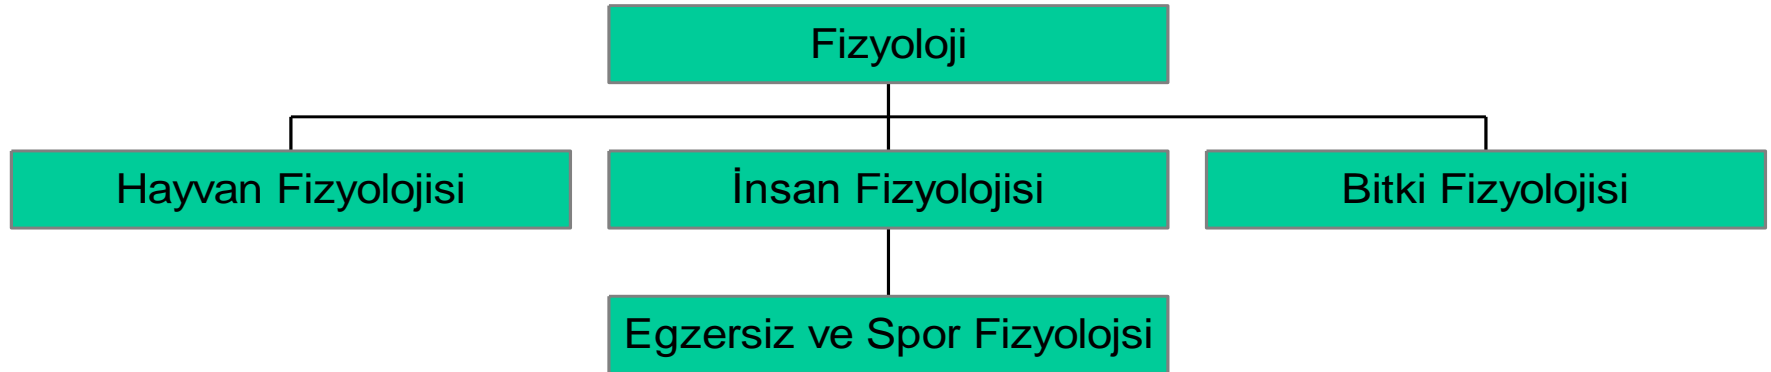 Fizyoloji
Hayvan Fizyolojisi
İnsan Fizyolojisi
Bitki Fizyolojisi
Egzersiz ve Spor Fizyolojsi